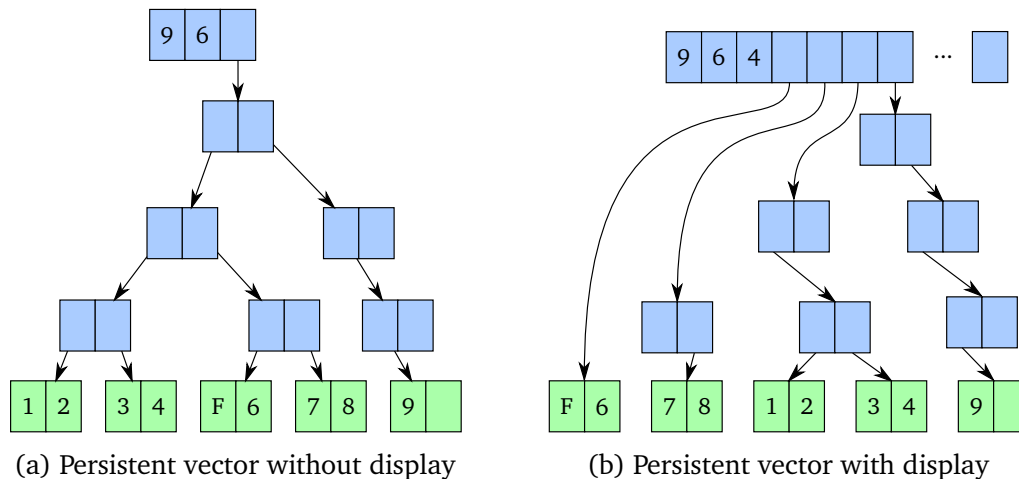 9 6
1 2 3 4 F 6 7 8 9
(a) Persistent vector without display
9 6 4 ...
F 6 7 8 1 2 3 4 9
(b) Persistent vector with display